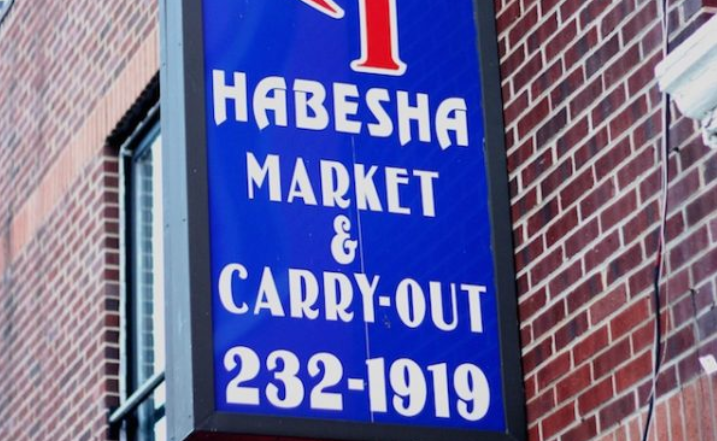 HABESHA
MARKET
&
CARRY-OUT
232-1919